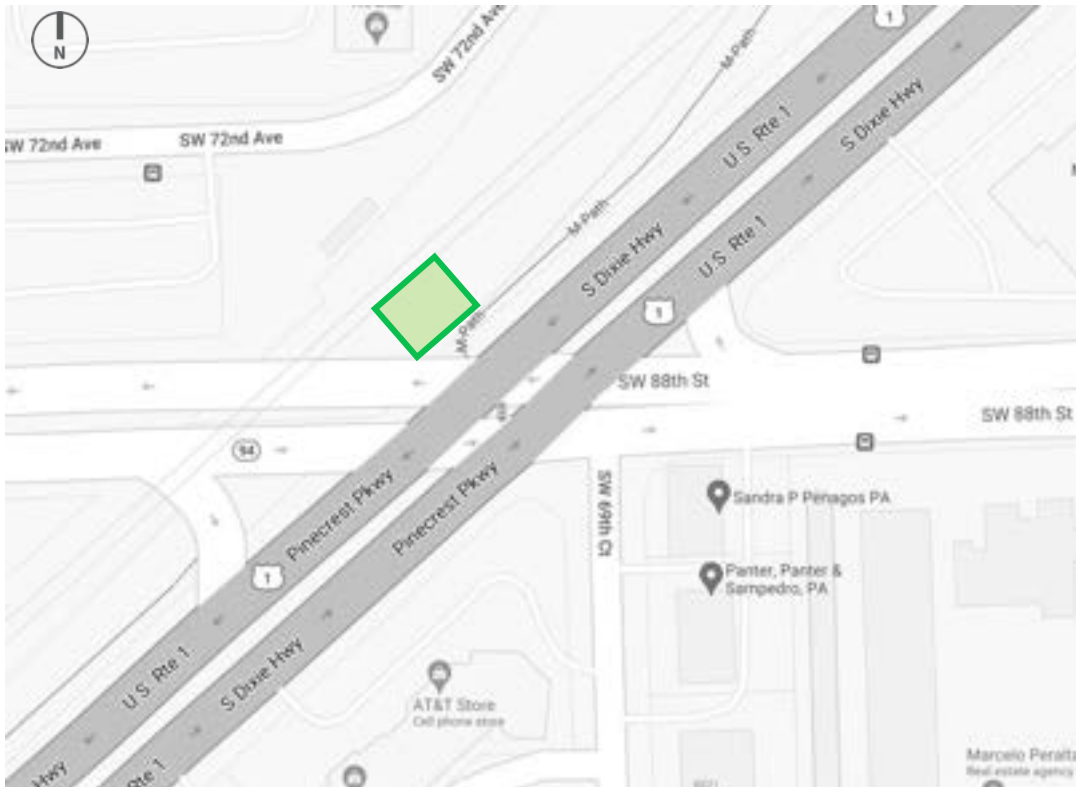 1
N
SW 72nd Ave
SW 72nd Ave
SW 72nd Ave
M-Path
U.S. Rte 1
S Dixie Hwy
M-Path
S Dixie Hwy
U.S. Rte 1
1
M-Path
SW 88th St
SW 88th St
94
Pinecrest Pkwy
Pinecrest Pkwy
SW 69th Ct
Sandra P Penagos PA
1
Panter, Panter &
Sampedro, PA
U.S. Rte 1
S Dixie Hwy
AT&T Store
Cell phone store
Marcelo Peralta
Real estate agency
Hwy
Rte 1